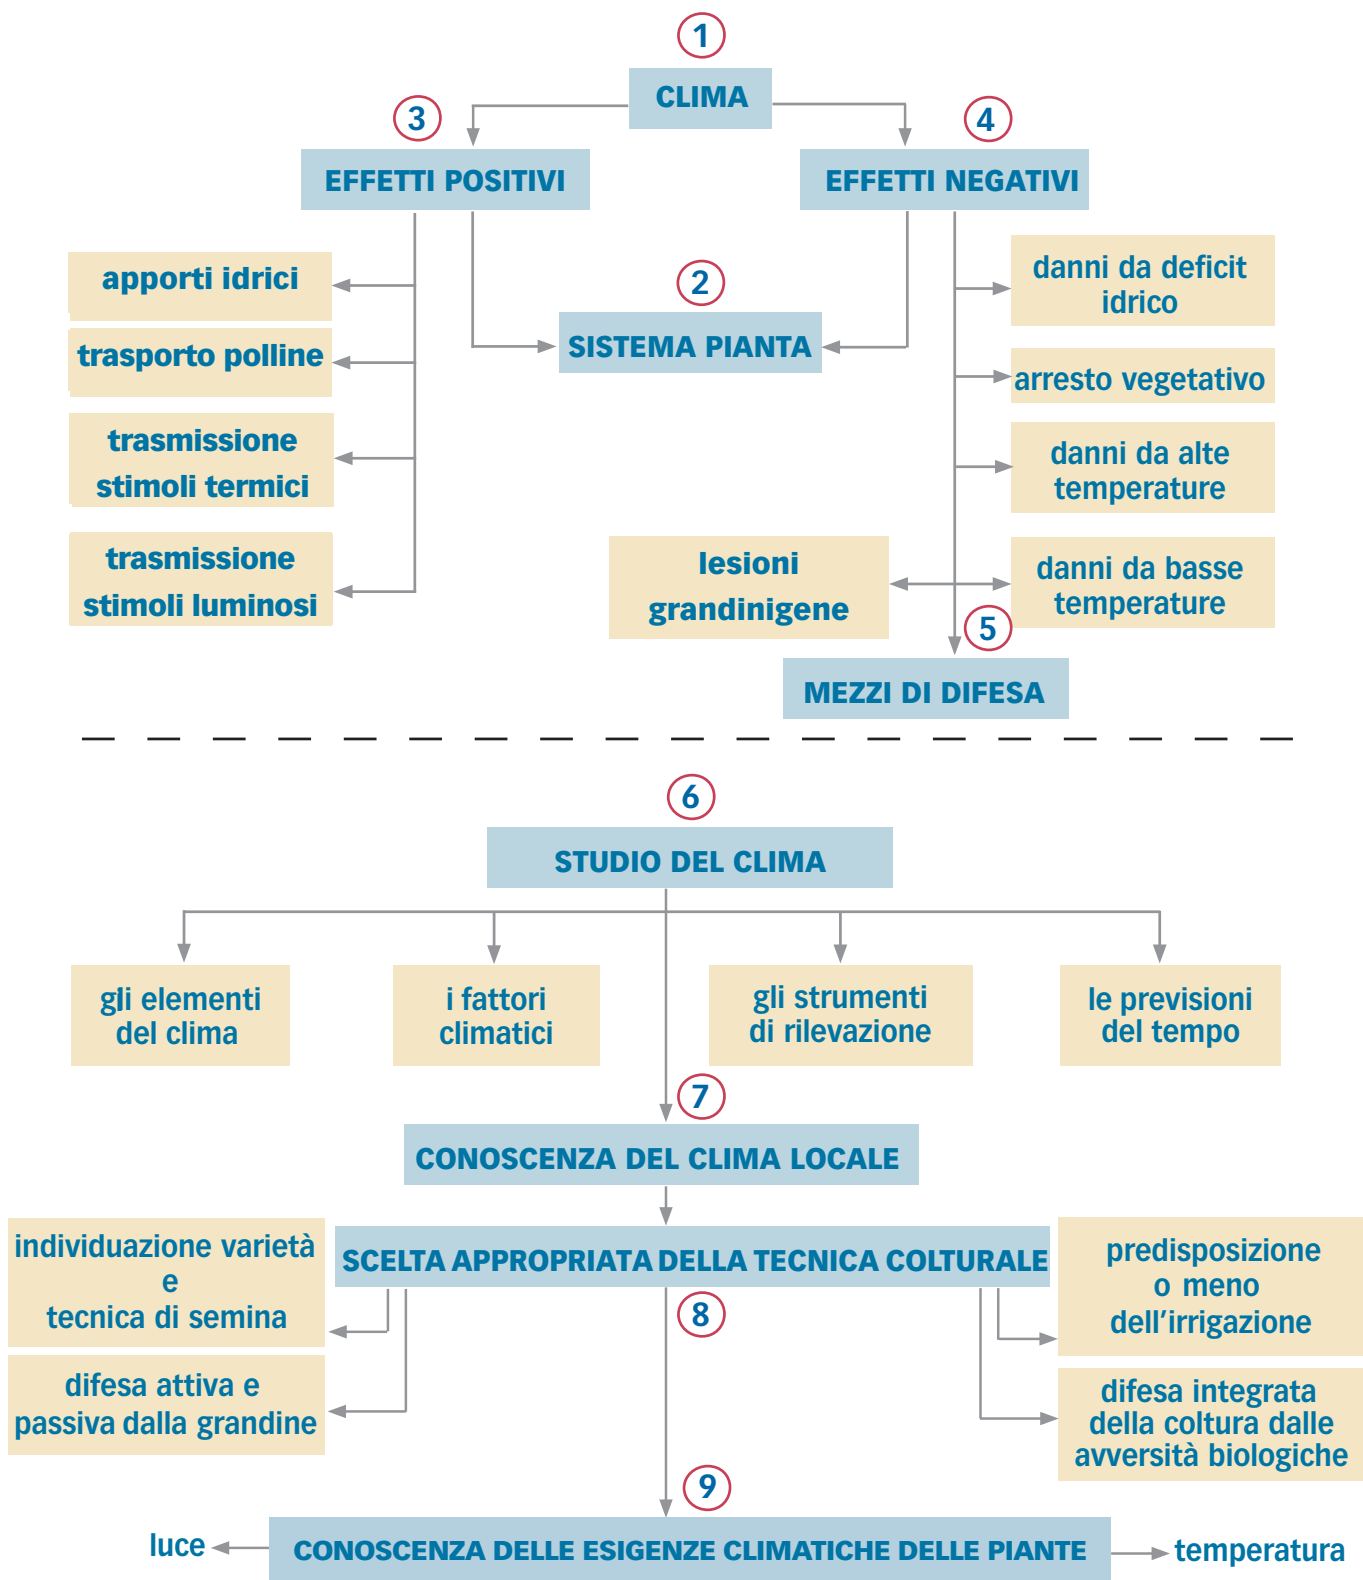 1
CLIMA
3
4
EFFETTI POSITIVI
EFFETTI NEGATIVI
apporti idrici
trasporto polline
trasmissione
stimoli termici
trasmissione
stimoli luminosi
2
SISTEMA PIANTA
danni da deficit
idrico
arresto vegetativo
danni da alte
temperature
danni da basse
temperature
lesioni
grandinigene
5
MEZZI DI DIFESA
6
STUDIO DEL CLIMA
gli elementi
del clima
i fattori
climatici
gli strumenti
di rilevazione
le previsioni
del tempo
7
CONOSCENZA DEL CLIMA LOCALE
SCELTA APPROPRIATA DELLA TECNICA COLTURALE
individuazione varietà
e
tecnica di semina
difesa attiva e
passiva dalla grandine
8
predisposizione
o meno
dell'irrigazione
difesa integrata
della coltura dalle
avversità biologiche
9
luce
CONOSCENZA DELLE ESIGENZE CLIMATICHE DELLE PIANTE
temperatura